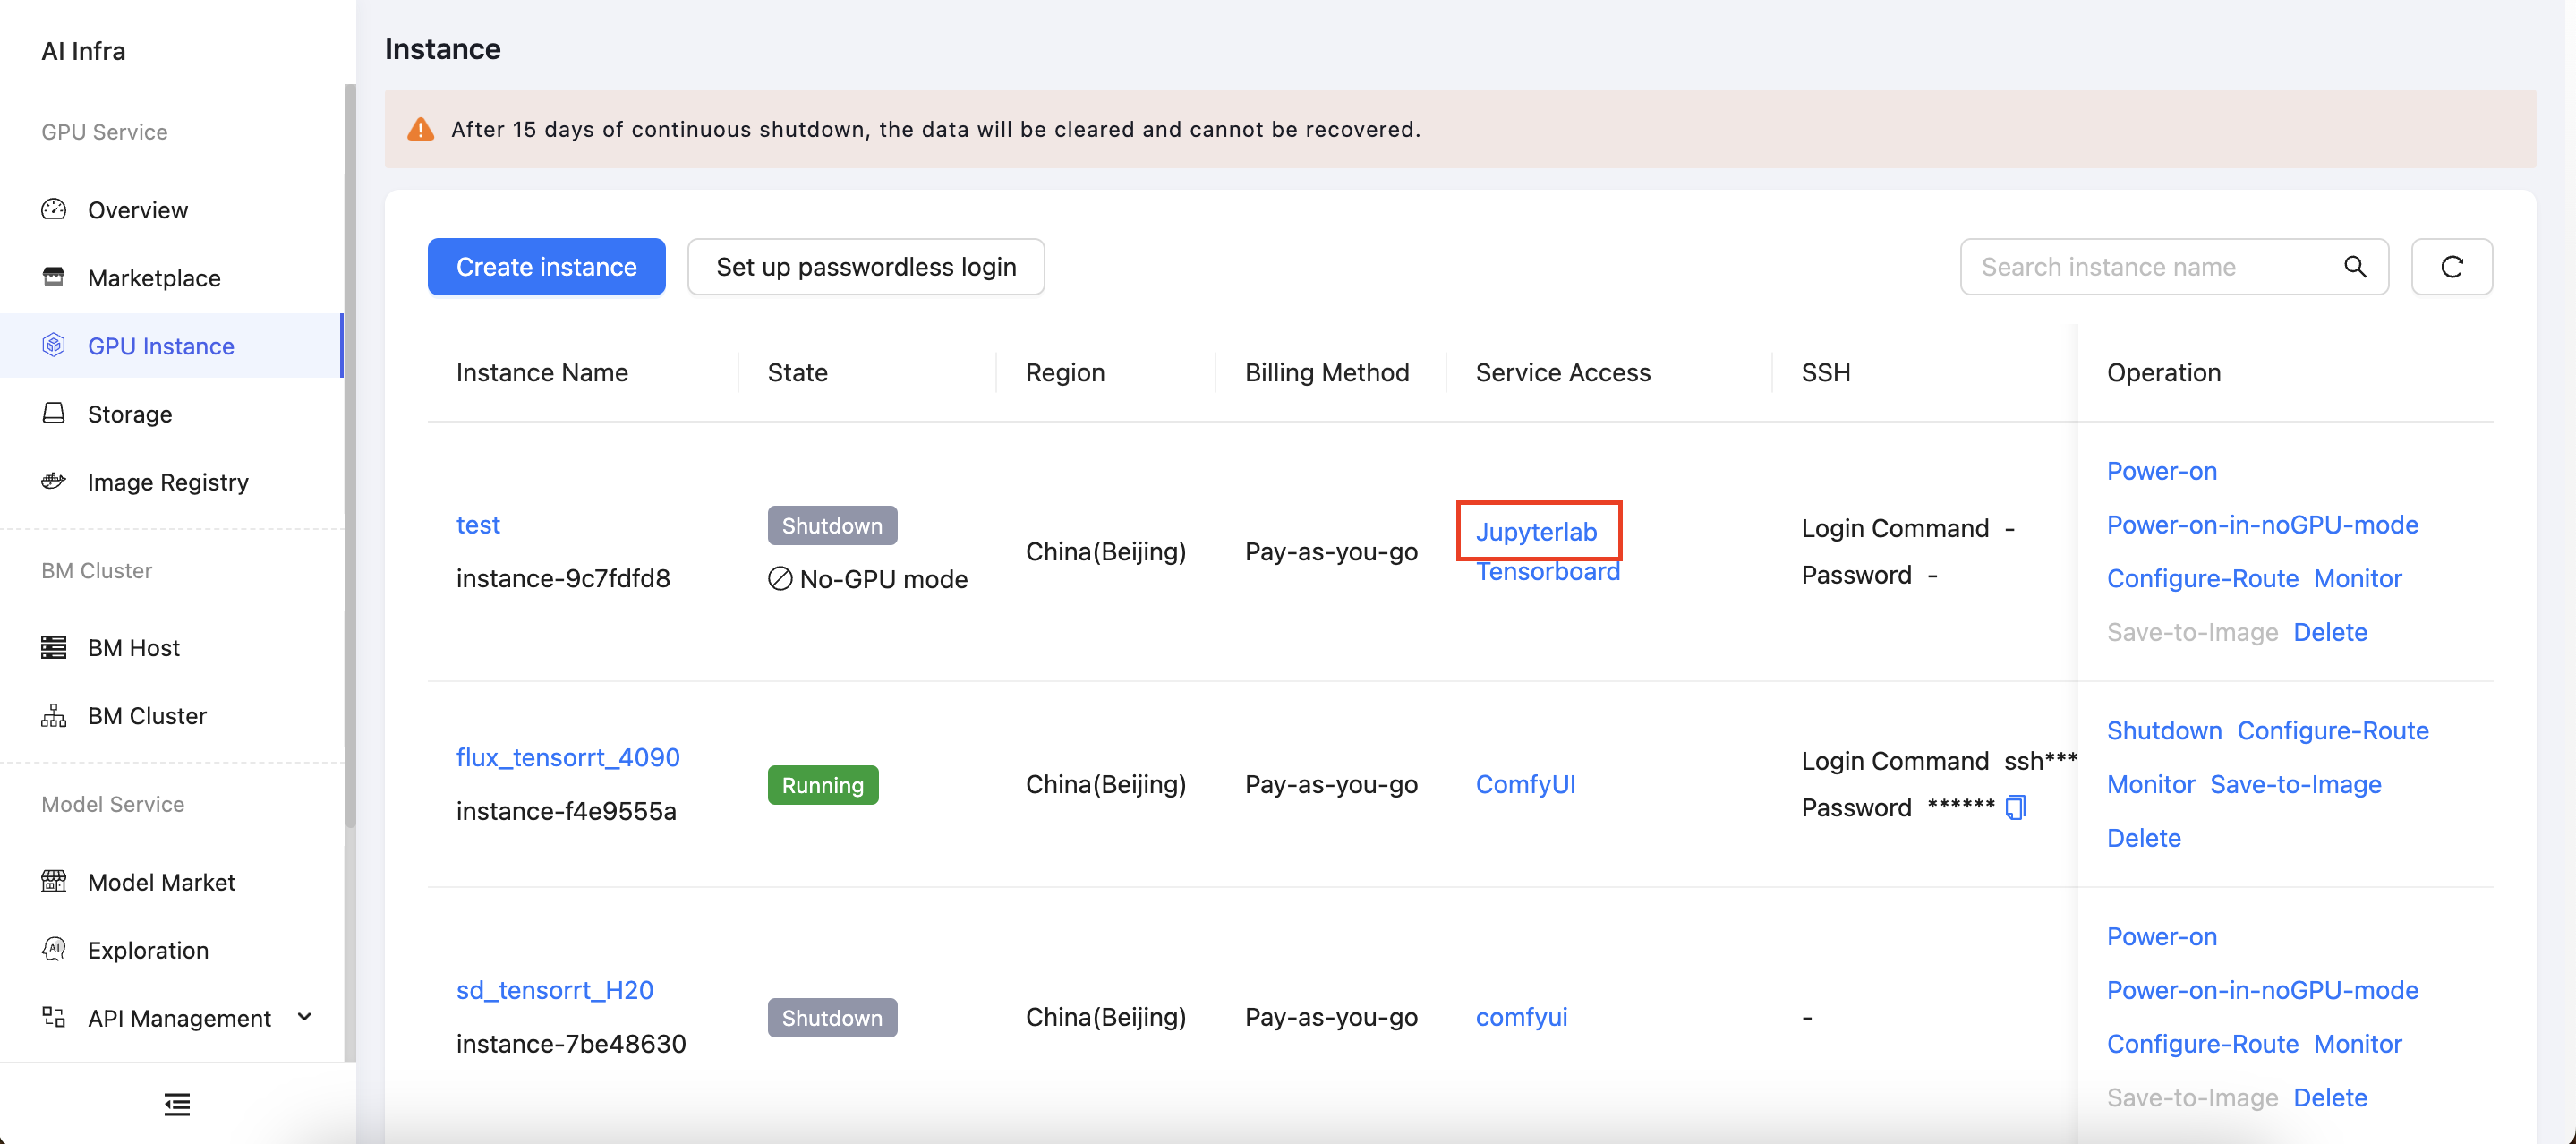 AI Infra
GPU Service
Overview
Marketplace
GPU Instance
Storage
Image Registry
BM Cluster
BM Host
BM Cluster
Model Service
Model Market
AI
Exploration
API Management
Instance
After 15 days of continuous shutdown, the data will be cleared and cannot be recovered.
Create instance
Set up passwordless login
Search instance name
Instance Name
State
Region
Billing Method
Service Access
SSH
Operation
test
instance-9c7fdfd8
Shutdown
No-GPU mode
China(Beijing)
Pay-as-you-go
Jupyterlab
Tensorboard
Login Command -
Password -
Power-on
Power-on-in-noGPU-mode
Configure-Route Monitor
Save-to-Image Delete
flux_tensorrt_4090
instance-f4e9555a
Running
China(Beijing)
Pay-as-you-go
ComfyUI
Login Command ssh***
Password ******
Shutdown Configure-Route
Monitor Save-to-Image
Delete
sd_tensorrt_H20
instance-7be48630
Shutdown
China(Beijing)
Pay-as-you-go
comfyui
-
Power-on
Power-on-in-noGPU-mode
Configure-Route Monitor
Save-to-Image Delete